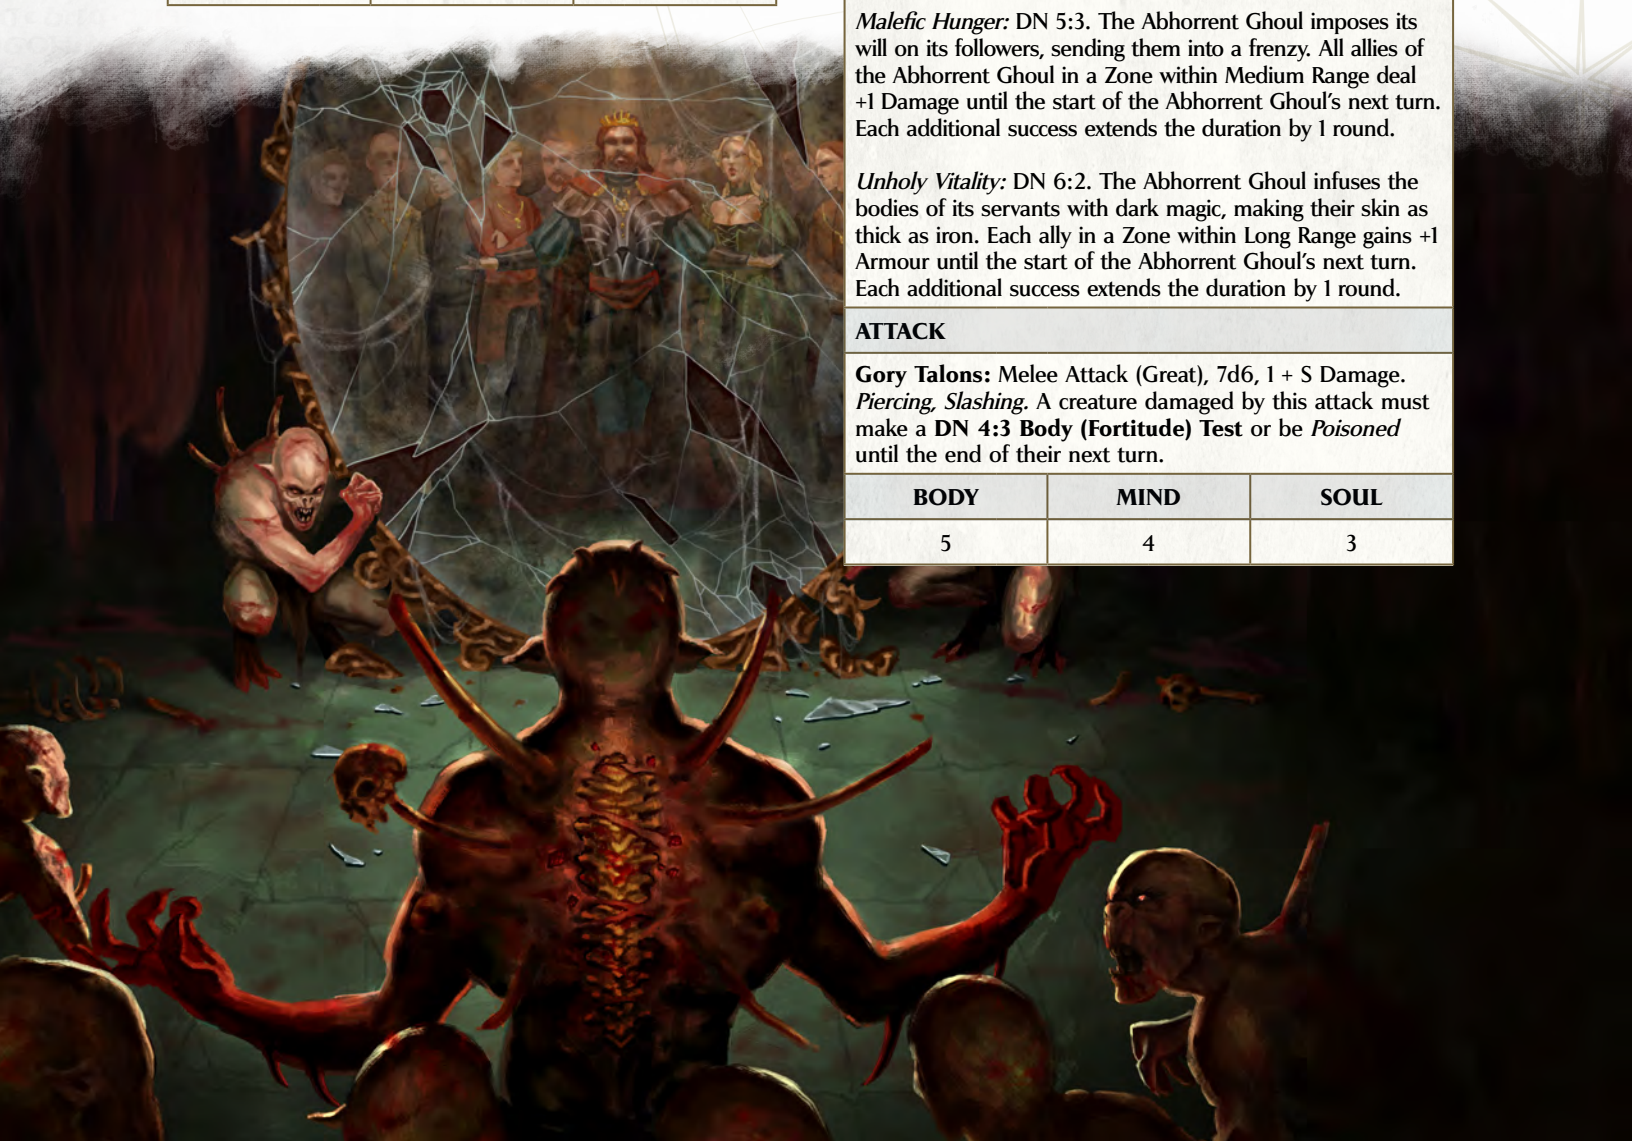 Malefic Hunger: DN 5:3. The Abhorrent Ghoul imposes its
will on its followers, sending them into a frenzy. All allies of
the Abhorrent Ghoul in a Zone within Medium Range deal
+1 Damage until the start of the Abhorrent Ghoul's next turn.
Each additional success extends the duration by 1 round.
Unholy Vitality: DN 6:2. The Abhorrent Ghoul infuses the
bodies of its servants with dark magic, making their skin as
thick as iron. Each ally in a Zone within Long Range gains +1
Armour until the start of the Abhorrent Ghoul's next turn.
Each additional success extends the duration by 1 round.
ATTACK
Gory Talons: Melee Attack (Great), 7d6, 1 + S Damage.
Piercing, Slashing. A creature damaged by this attack must
make a DN 4:3 Body (Fortitude) Test or be Poisoned
until the end of their next turn.
BODY MIND SOUL
5 4 3